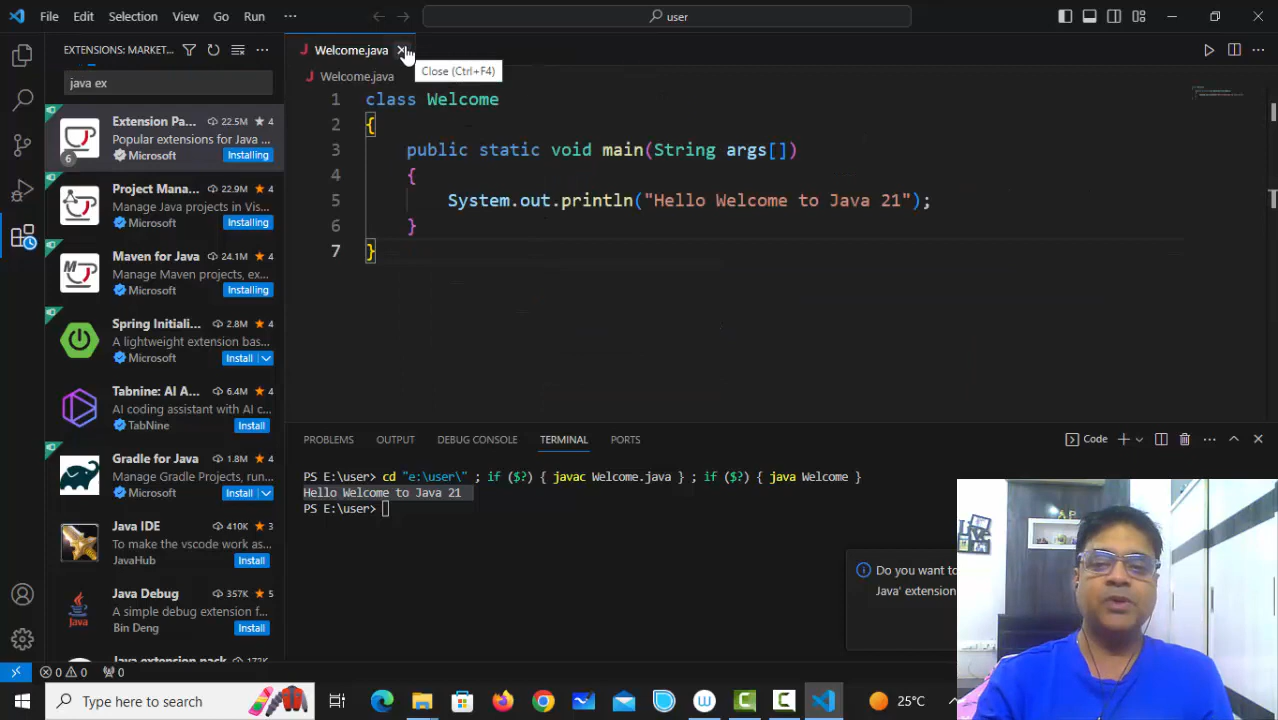 File Edit Selection View Go Run ···
user
EXTENSIONS: MARKET...
java ex
Extension Pa... 22.5M ★ 4
Popular extensions for Java ...
Microsoft Installing
6
Project Mana... 22.9M ★ 4
Manage Java projects in Vis...
Microsoft Installing
Maven for Java 24.1M ★ 4
Manage Maven projects, ex...
Microsoft Installing
Spring Initiali... 2.8M ★ 4
A lightweight extension bas...
Microsoft Install
Tabnine: AI A... 6.4M ★ 4
AI coding assistant with AI c...
TabNine Install
Gradle for Java 1.8M ★ 4
Manage Gradle Projects, run...
Microsoft Install
Java IDE 410K ★ 3
To make the vscode work as...
JavaHub Install
Java Debug 357K ★ 5
A simple debug extension f...
Bin Deng Install
Java extension pack 172K
Welcome.java
Close (Ctrl+F4)
Welcome.java
1 class Welcome
2 {
3 public static void main(String args[])
4 {
5 System.out.println("Hello Welcome to Java 21");
6 }
7 }
PROBLEMS OUTPUT DEBUG CONSOLE TERMINAL PORTS
Code
PS E:\user> cd "e:\user\" ; if ($?) { javac Welcome.java } ; if ($?) { java Welcome }
Hello Welcome to Java 21
PS E:\user>
Do you want to
Java' extension
0 0 0
Type here to search
25°C